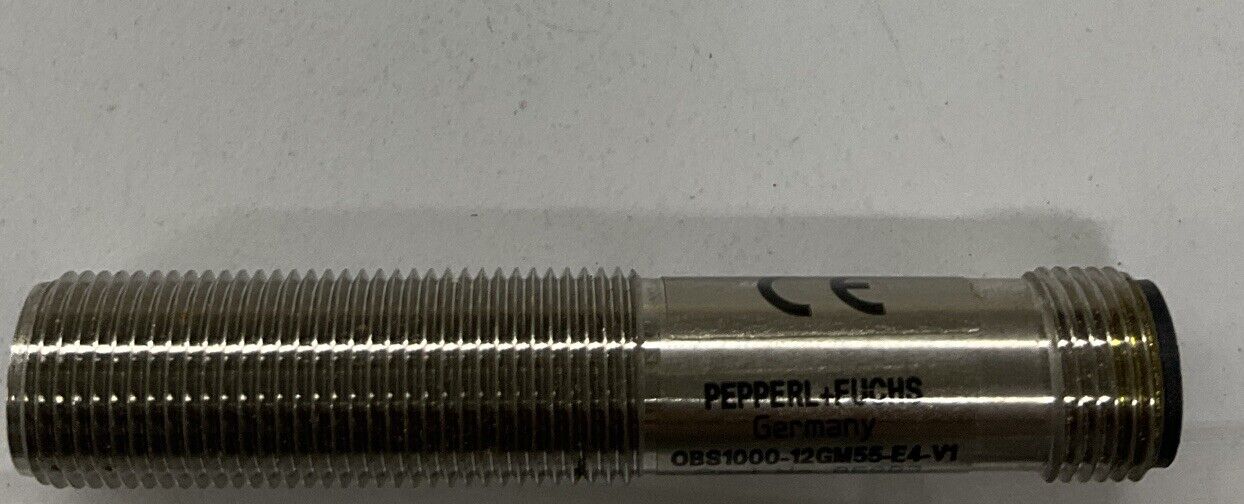 CE
PEPPERL+FUCHS
Germany
OBS1000-12GM55-E4-V1